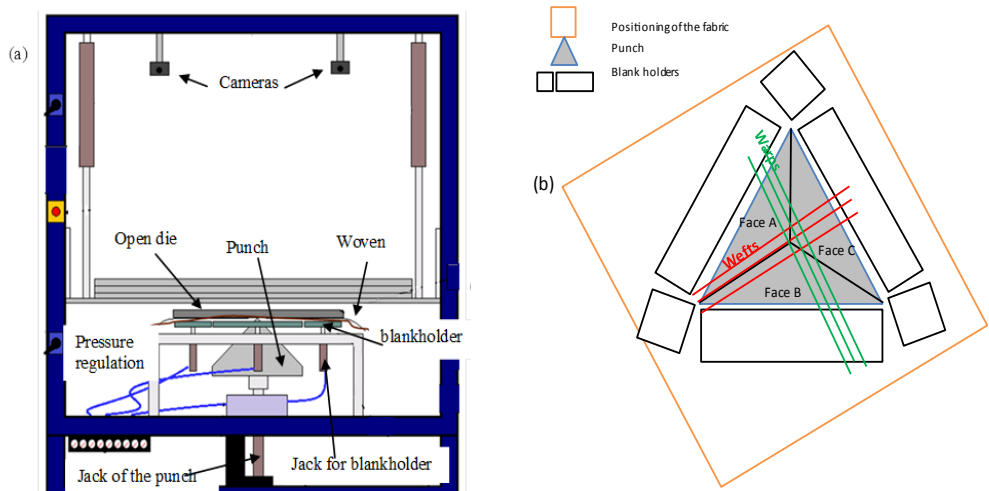 (a)
Cameras
Open die
Punch
Woven
blankholder
Pressure
regulation
Jack of the punch
Jack for blankholder
Positioning of the fabric
Punch
Blank holders
(b)
Warps
Face A
Wefts
Face C
Face B